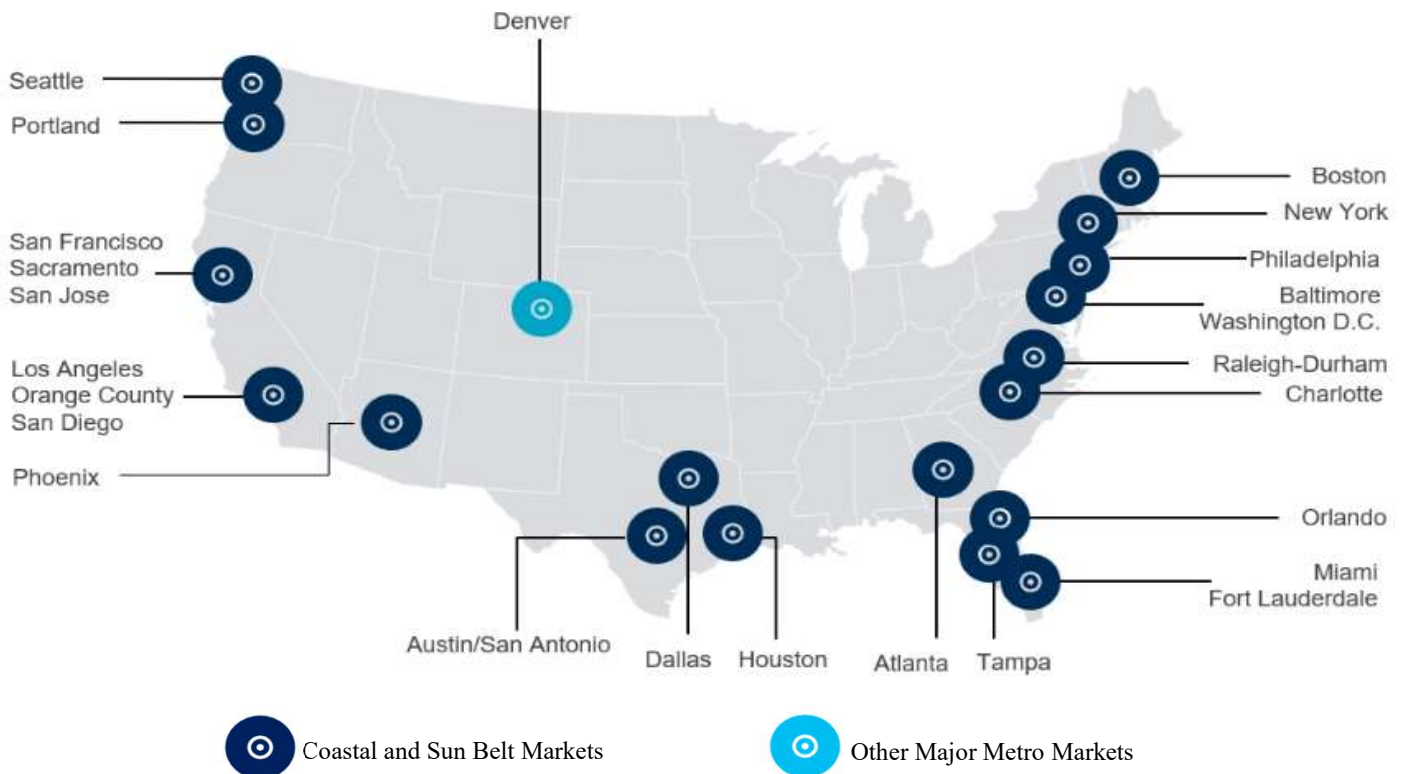 Denver
Seattle
Portland
San Francisco
Sacramento
San Jose
Los Angeles
Orange County
San Diego
Phoenix
Boston
New York
Philadelphia
Baltimore
Washington D.C.
Raleigh-Durham
Charlotte
Orlando
Miami
Fort Lauderdale
Austin/San Antonio
Dallas
Houston
Atlanta
Tampa
Coastal and Sun Belt Markets
Other Major Metro Markets